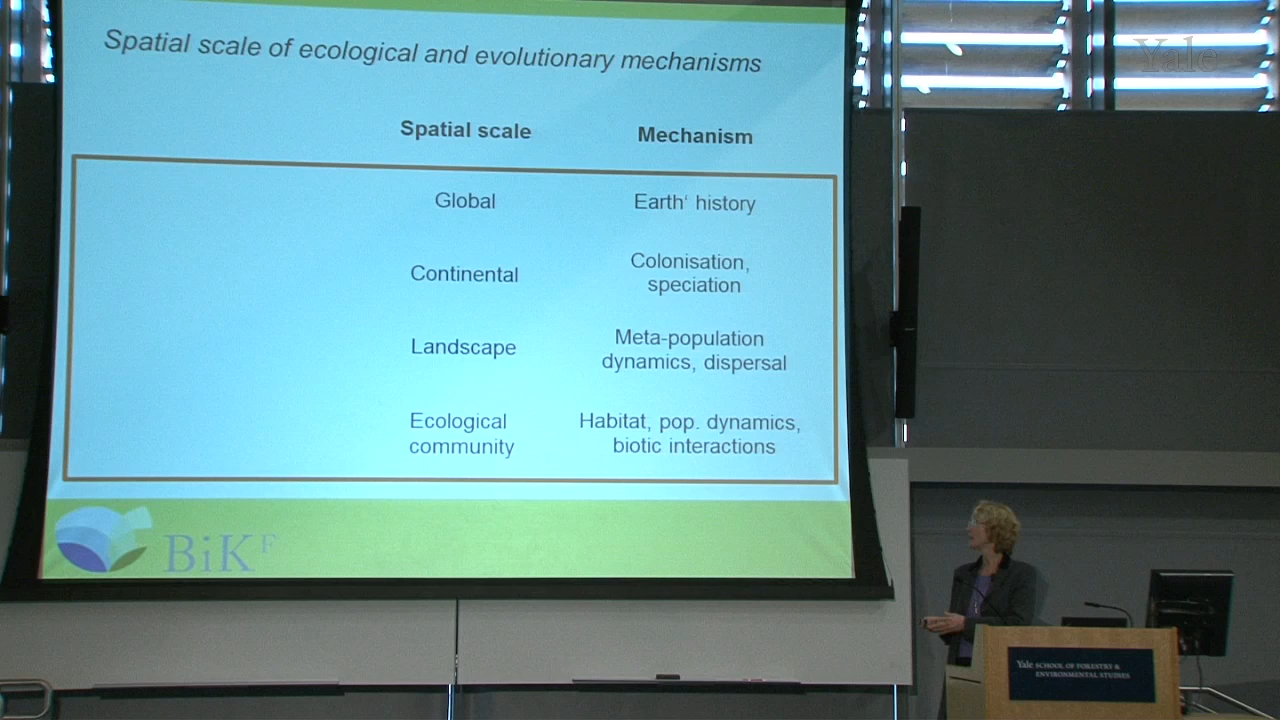 Spatial scale of ecological and evolutionary mechanisms
Spatial scale Mechanism
Global Earth' history
Continental Colonisation,
speciation
Landscape Meta-population
dynamics, dispersal
Ecological
community
Habitat, pop. dynamics,
biotic interactions
BiK F
Yale
Yale SCHOOL OF FORESTRY &
ENVIRONMENTAL STUDIES